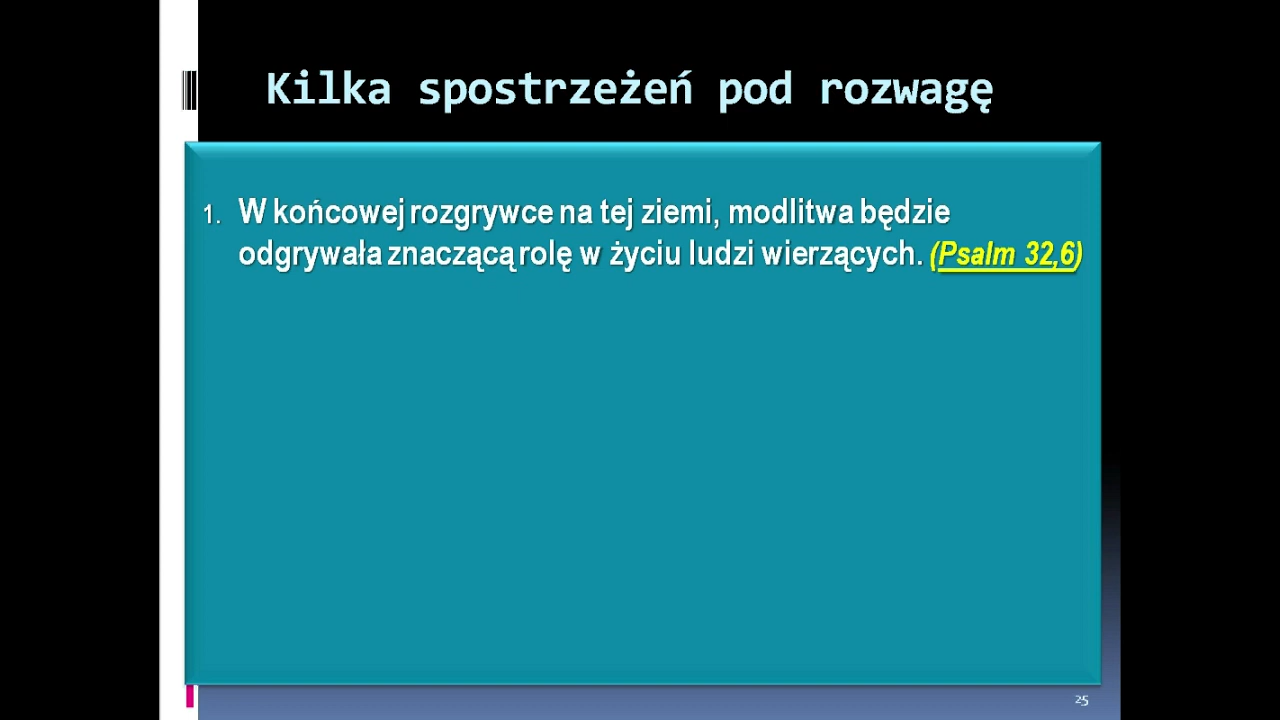 Kilka spostrzeżeń pod rozwagę
1. W końcowej rozgrywce na tej ziemi, modlitwa będzie
odgrywała znaczącą rolę w życiu ludzi wierzących. (Psalm 32,6)
25